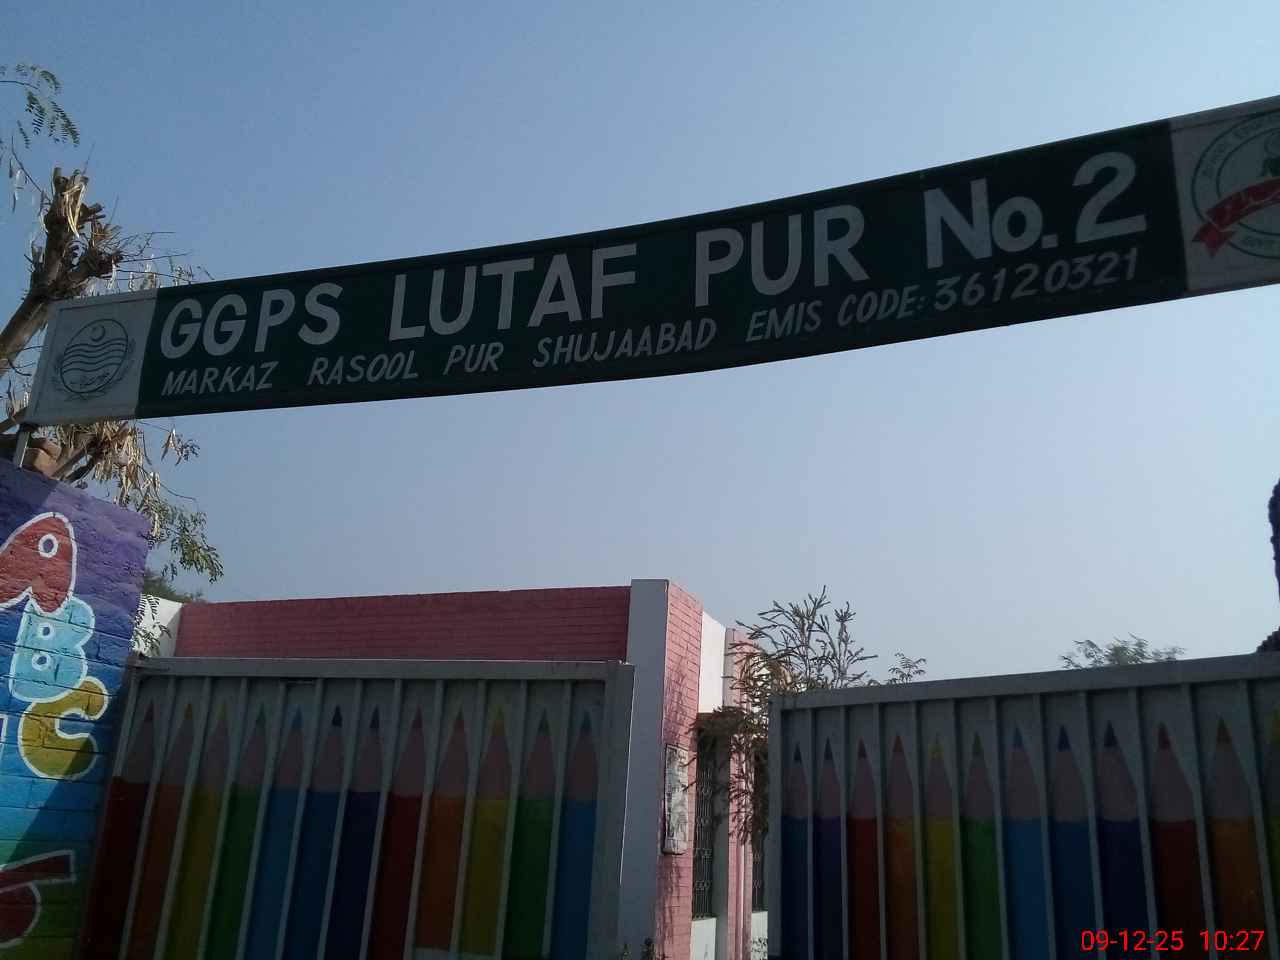 GGPS LUTAF PUR No. 2
MARKAZ RASOOL PUR SHUJAABAD EMIS CODE: 36120321
A
B
C
09-12-25 10:27